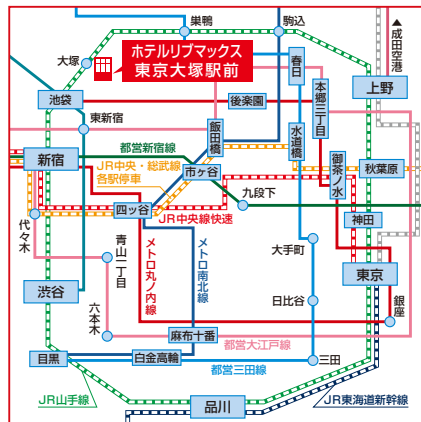 巣鴨
駒込
ホテルリブマックス
東京大塚駅前
大塚
春日
▲成田空港
上野
池袋
後楽園
本郷三丁目
東新宿
飯田橋
水道橋
都営新宿線
新宿
JR中央・総武線
各駅停車
市ヶ谷
御茶ノ水
秋葉原
九段下
四ッ谷
JR中央線快速
神田
代々木
青山一丁目
メトロ丸ノ内線
メトロ南北線
大手町
東京
渋谷
六本木
日比谷
銀座
麻布十番
都営大江戸線
目黒
白金高輪
都営三田線
三田
JR山手線
品川
JR東海道新幹線